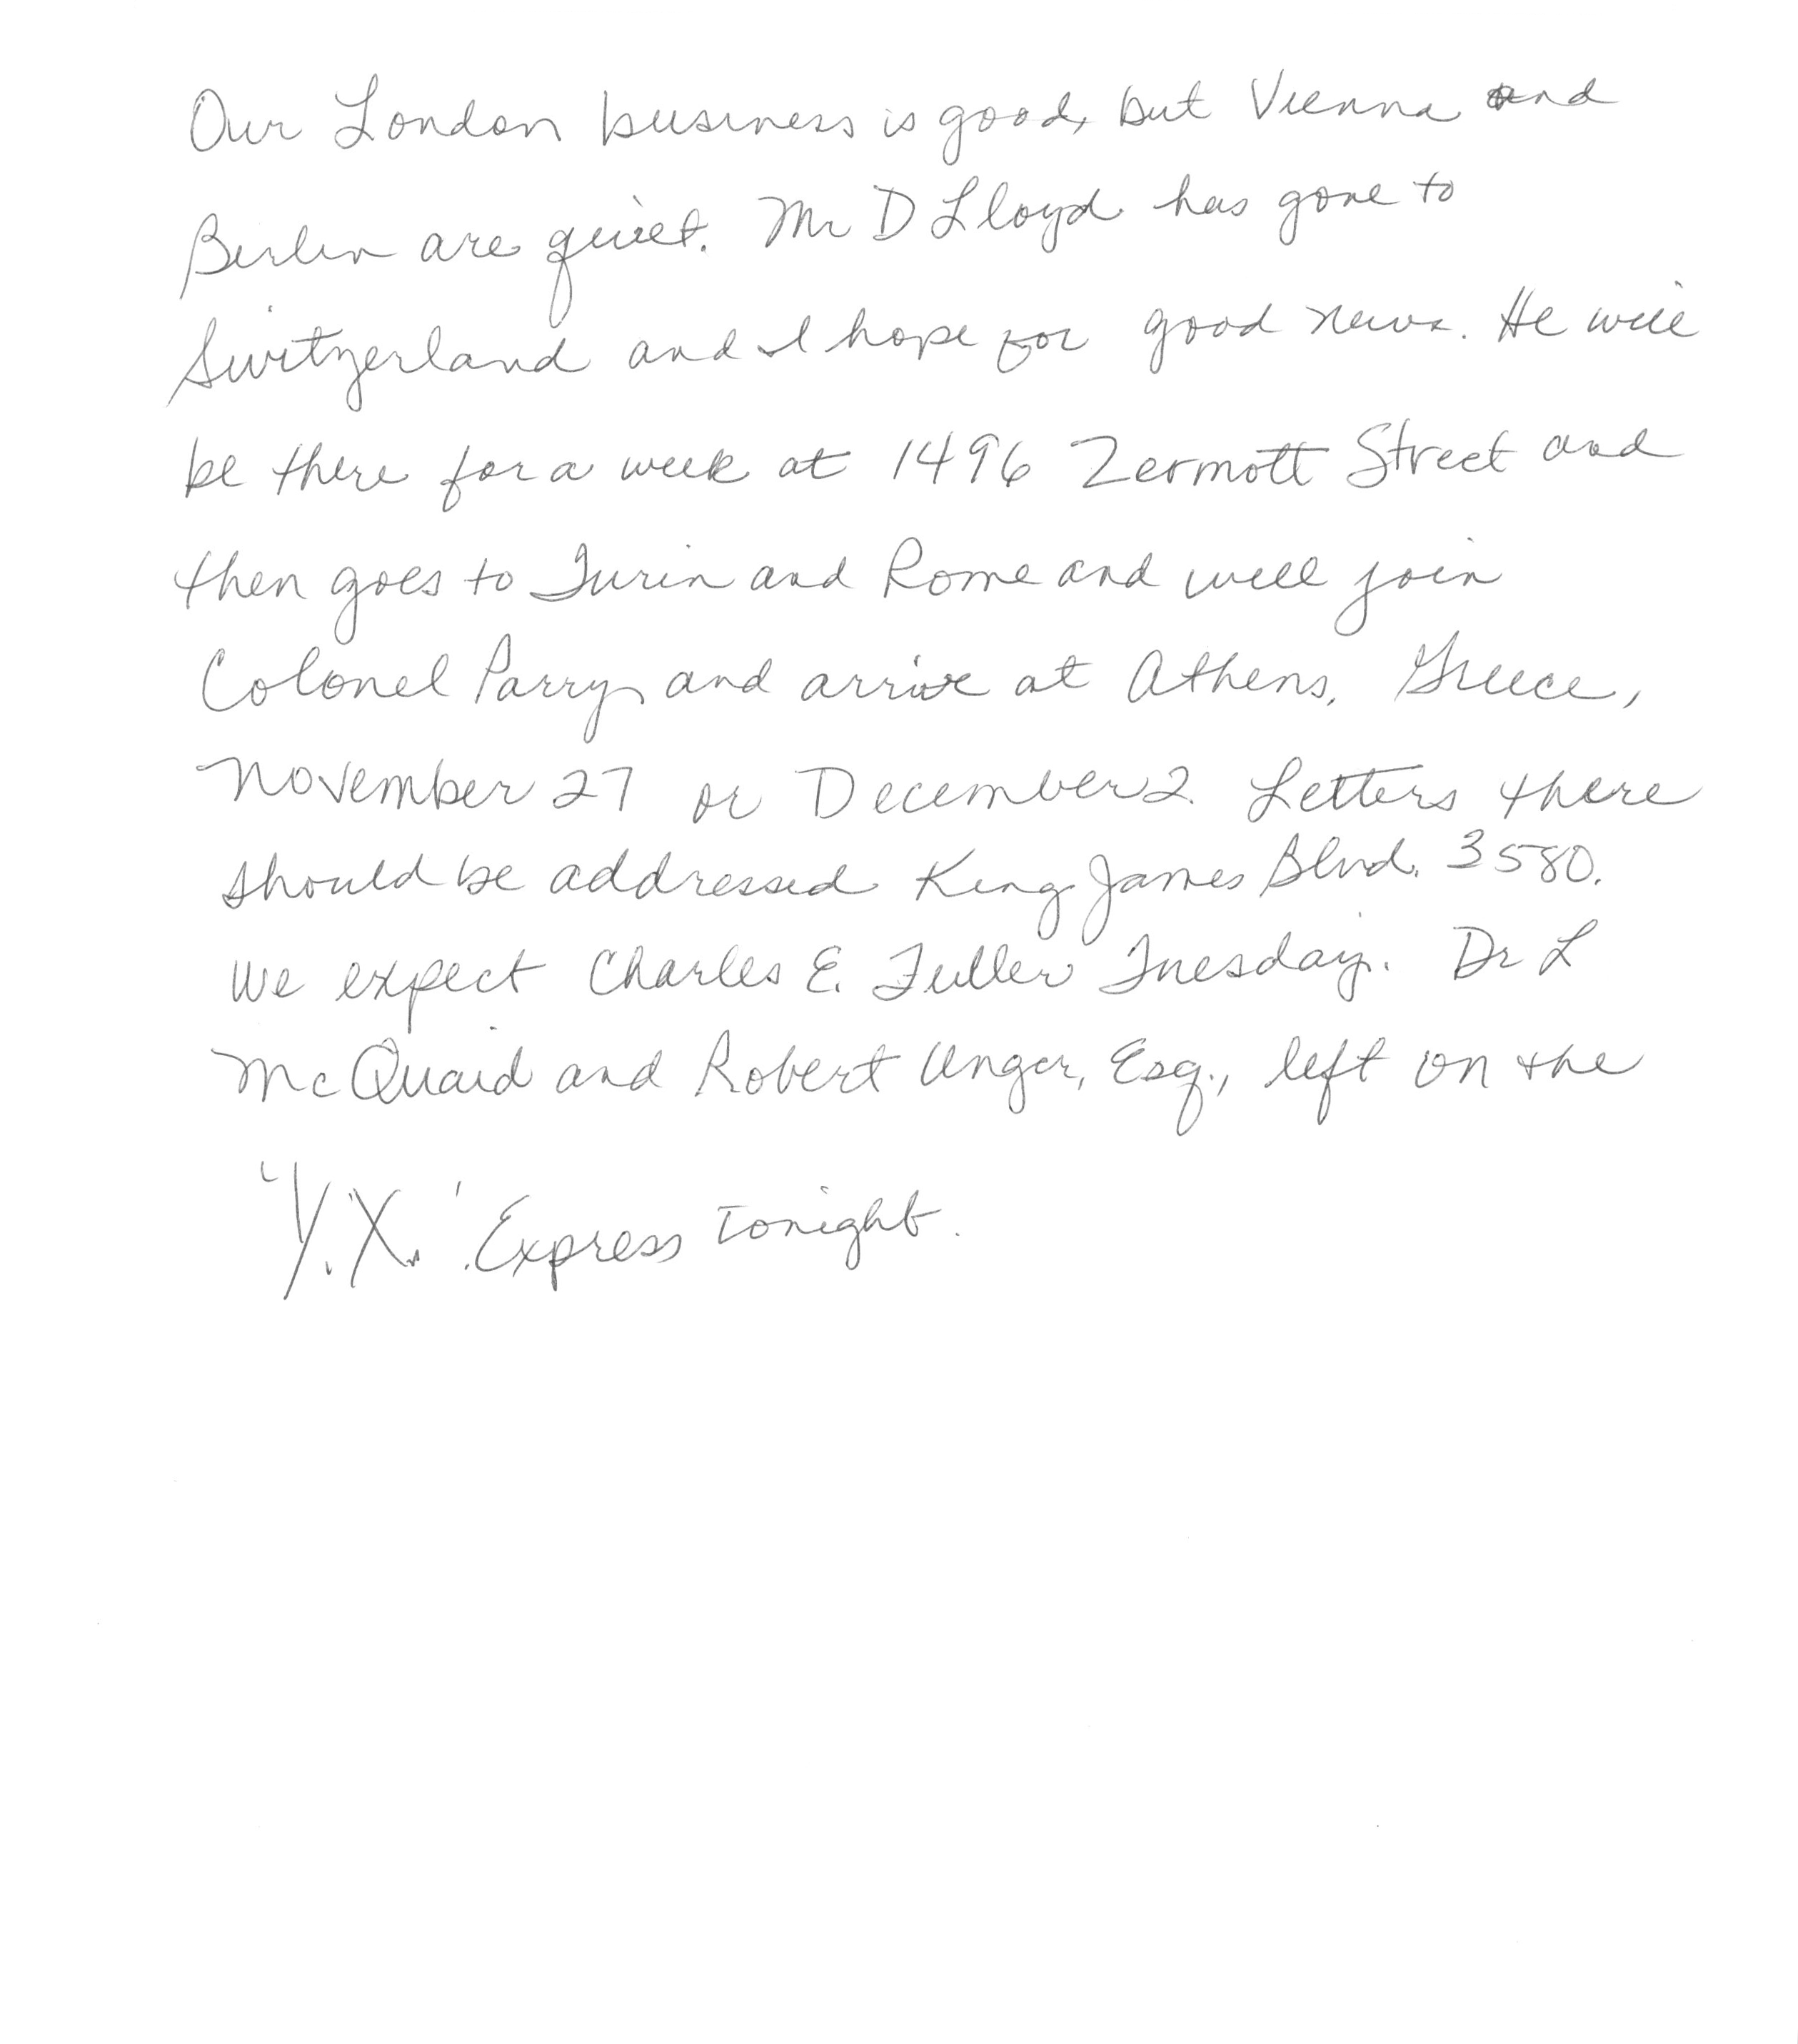 Our London business is good, but Vienna and
Berlin are quiet. Mr D Lloyd has gone to
Switzerland and I hope for good news. He will
be there for a week at 1496 Zermott Street and
then goes to Turin and Rome and will join
Colonel Parry and arrive at Athens, Greece,
November 27 or December 2. Letters there
should be addressed King James Blvd. 3580.
We expect Charles E. Fuller Tuesday. Dr L
McQuaid and Robert Unger, Esq., left on the
'Y.X.' Express tonight.